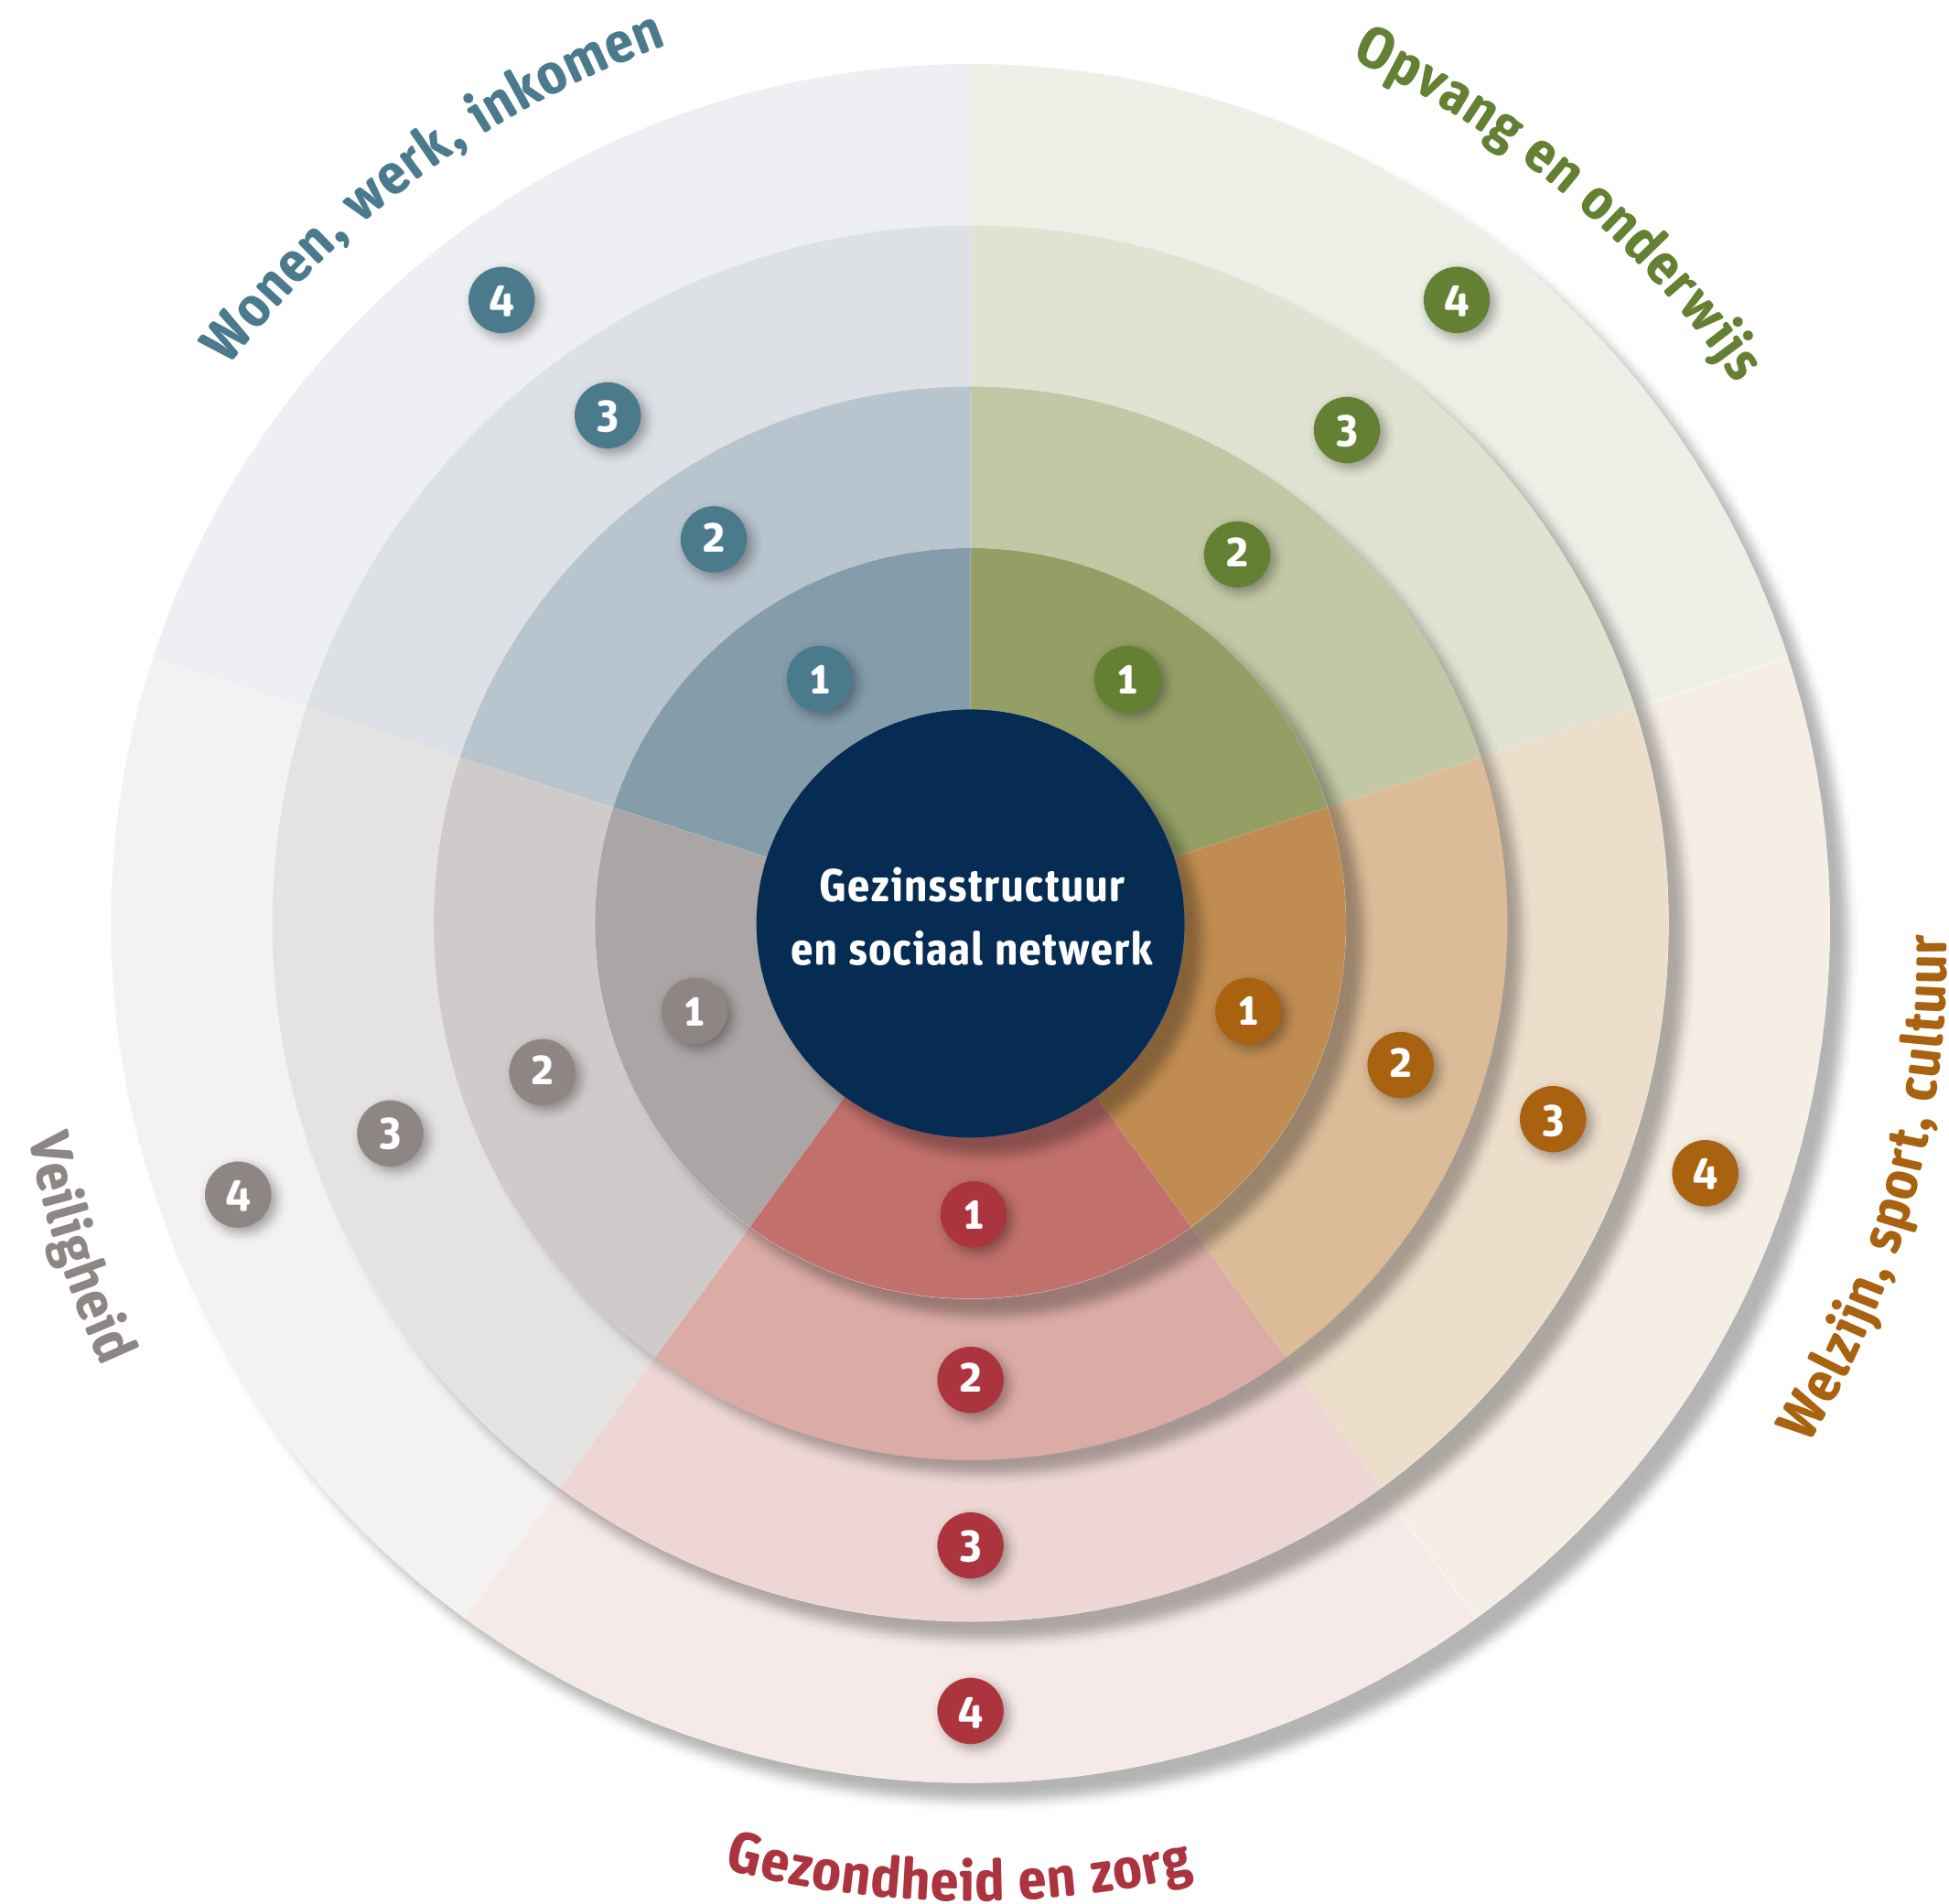 Wonen, werk, inkomen
Opvang en onderwijs
4
4
3
3
2
2
1
1
Gezinsstructuur
en sociaal netwerk
1
1
2
2
3
3
4
4
Veiligheid
Welzijn, sport, cultuur
1
2
3
4
Gezondheid en zorg